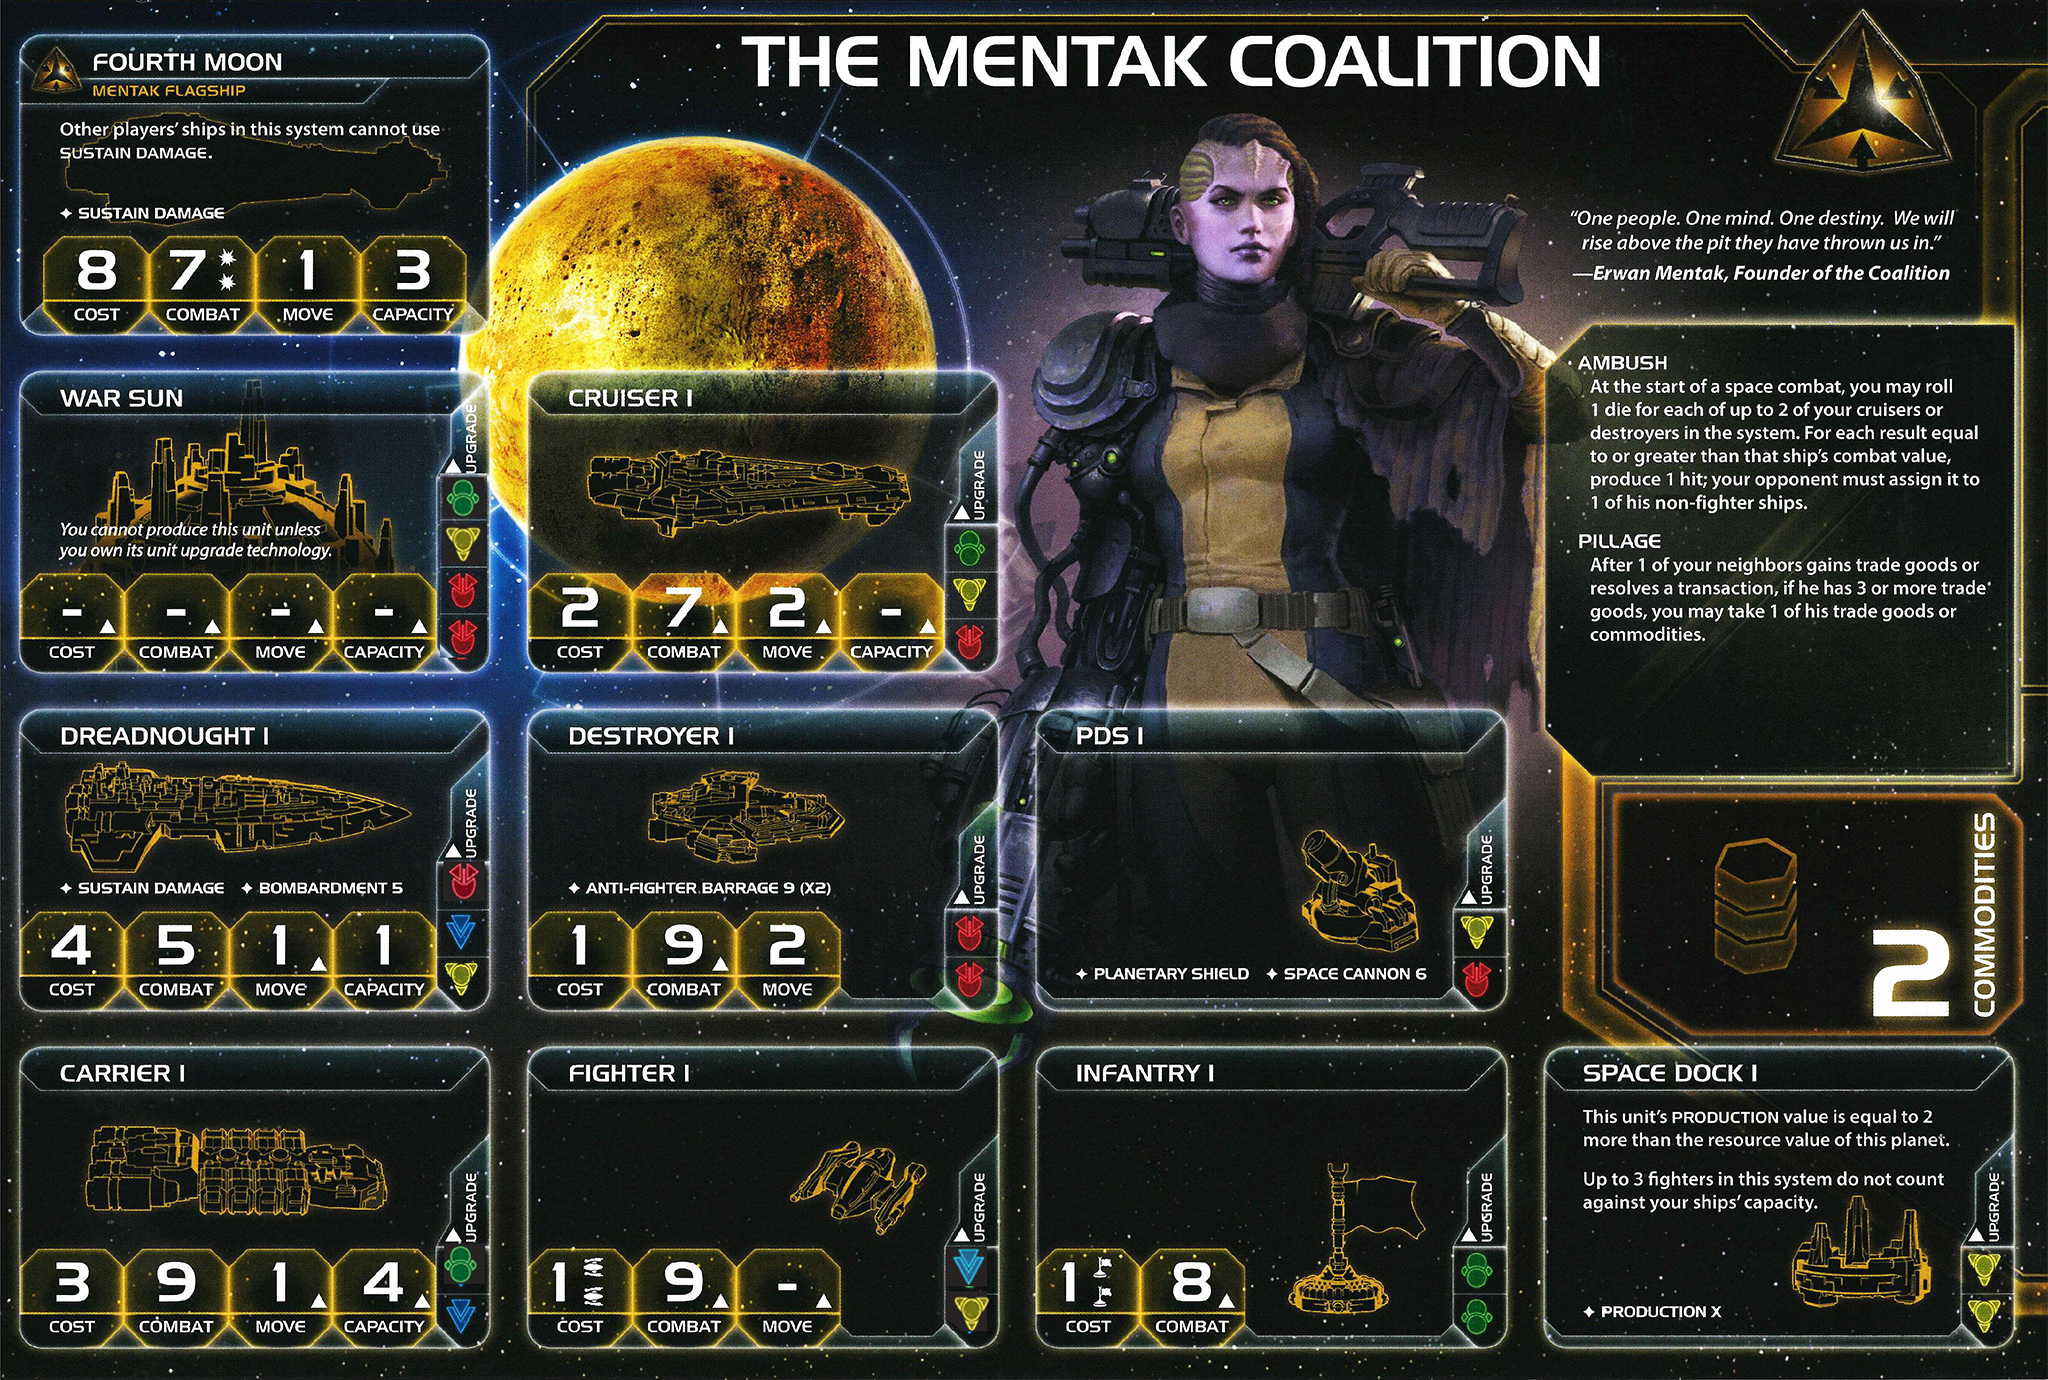 THE MENTAK COALITION
FOURTH MOON
MENTAK FLAGSHIP
Other players' ships in this system cannot use
SUSTAIN DAMAGE.
✦ SUSTAIN DAMAGE
8 7 1 3
COST COMBAT MOVE CAPACITY
"One people. One mind. One destiny. We will
rise above the pit they have thrown us in."
—Erwan Mentak, Founder of the Coalition
AMBUSH
At the start of a space combat, you may roll
1 die for each of up to 2 of your cruisers or
destroyers in the system. For each result equal
to or greater than that ship's combat value,
produce 1 hit; your opponent must assign it to
1 of his non-fighter ships.
PILLAGE
After 1 of your neighbors gains trade goods or
resolves a transaction, if he has 3 or more trade
goods, you may take 1 of his trade goods or
commodities.
WAR SUN
UPGRADE
You cannot produce this unit unless
you own its unit upgrade technology.
- - - -
COST COMBAT MOVE CAPACITY
CRUISER I
UPGRADE
2 7 2 -
COST COMBAT MOVE CAPACITY
DREADNOUGHT I
UPGRADE
✦ SUSTAIN DAMAGE ✦ BOMBARDMENT 5
4 5 1 1
COST COMBAT MOVE CAPACITY
DESTROYER I
UPGRADE
✦ ANTI-FIGHTER BARRAGE 9 (X2)
1 9 2
COST COMBAT MOVE
PDS I
UPGRADE
✦ PLANETARY SHIELD ✦ SPACE CANNON 6
2
COMMODITIES
CARRIER I
UPGRADE
3 9 1 4
COST COMBAT MOVE CAPACITY
FIGHTER I
UPGRADE
1 9 -
COST COMBAT MOVE
INFANTRY I
UPGRADE
1 8
COST COMBAT
SPACE DOCK I
This unit's PRODUCTION value is equal to 2
more than the resource value of this planet.
Up to 3 fighters in this system do not count
against your ships' capacity.
UPGRADE
✦ PRODUCTION X